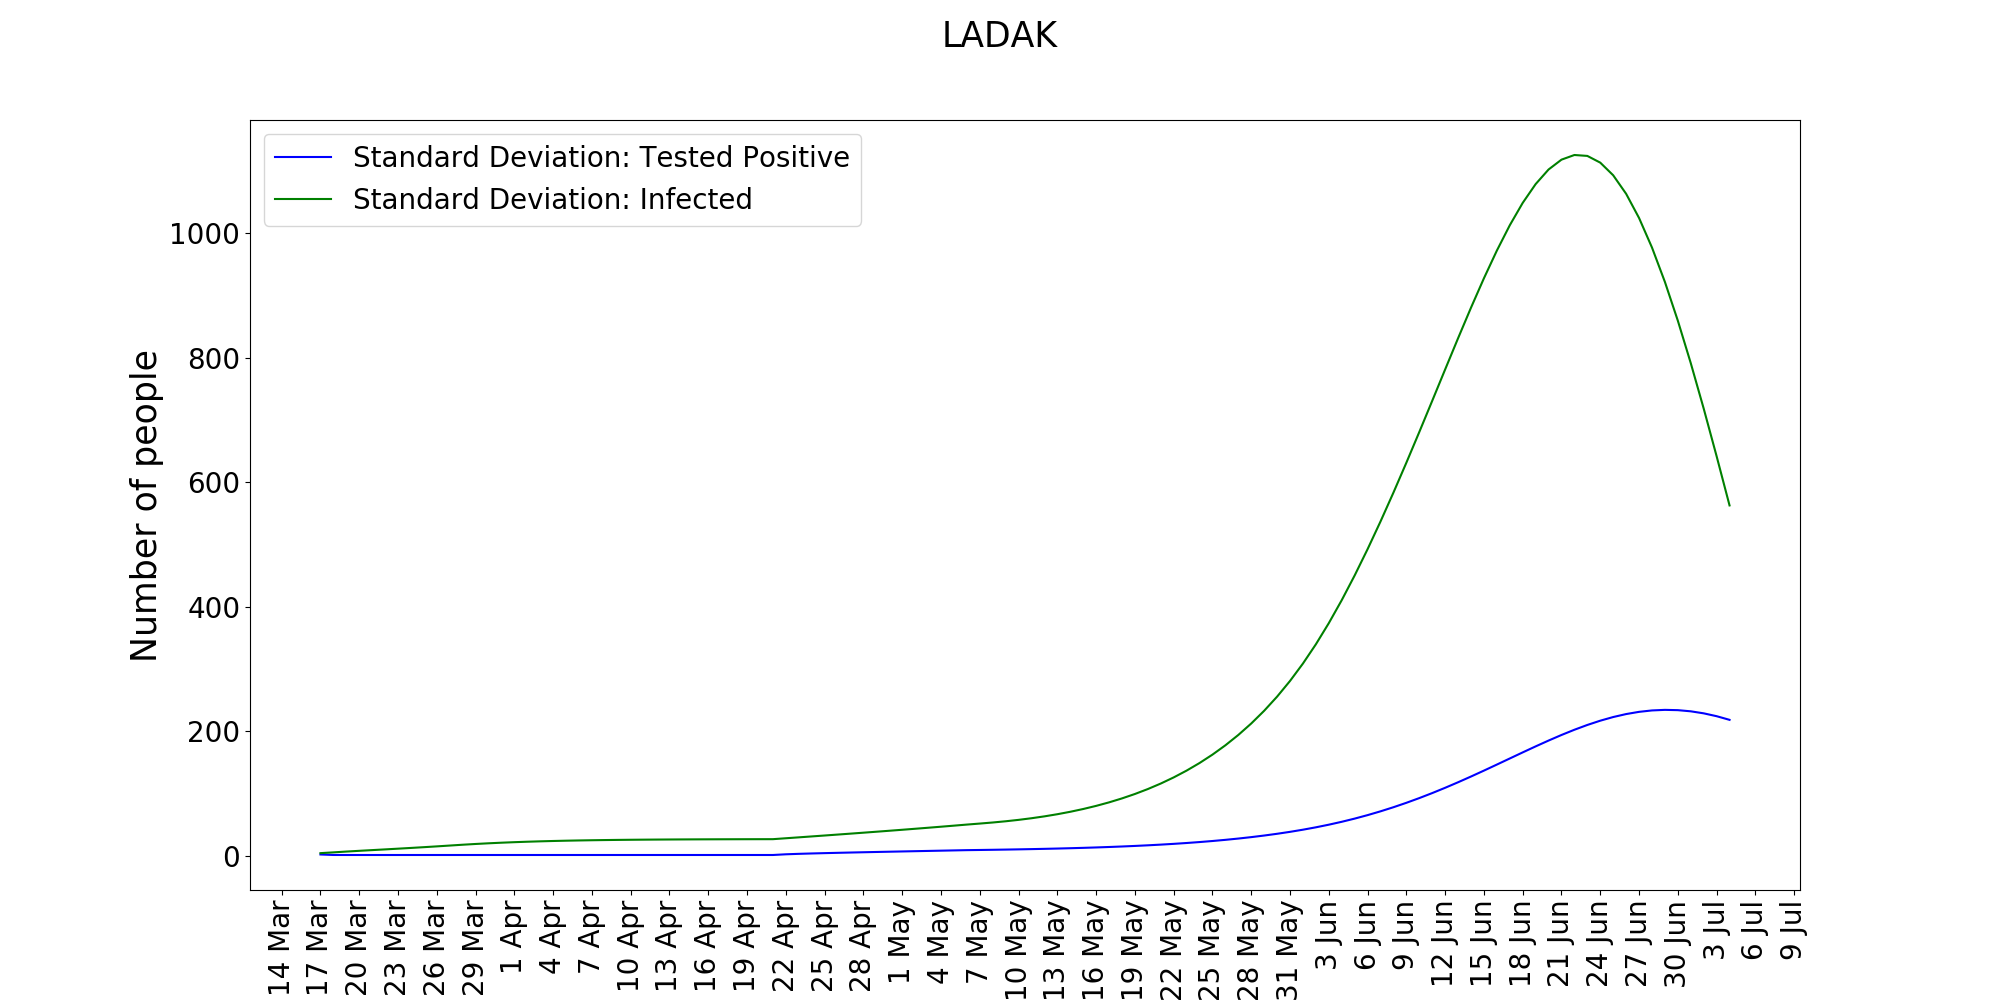 LADAK
Standard Deviation: Tested Positive
Standard Deviation: Infected
Number of people
1000
800
600
400
200
0
14 Mar
17 Mar
20 Mar
23 Mar
26 Mar
29 Mar
1 Apr
4 Apr
7 Apr
10 Apr
13 Apr
16 Apr
19 Apr
22 Apr
25 Apr
28 Apr
1 May
4 May
7 May
10 May
13 May
16 May
19 May
22 May
25 May
28 May
31 May
3 Jun
6 Jun
9 Jun
12 Jun
15 Jun
18 Jun
21 Jun
24 Jun
27 Jun
30 Jun
3 Jul
6 Jul
9 Jul